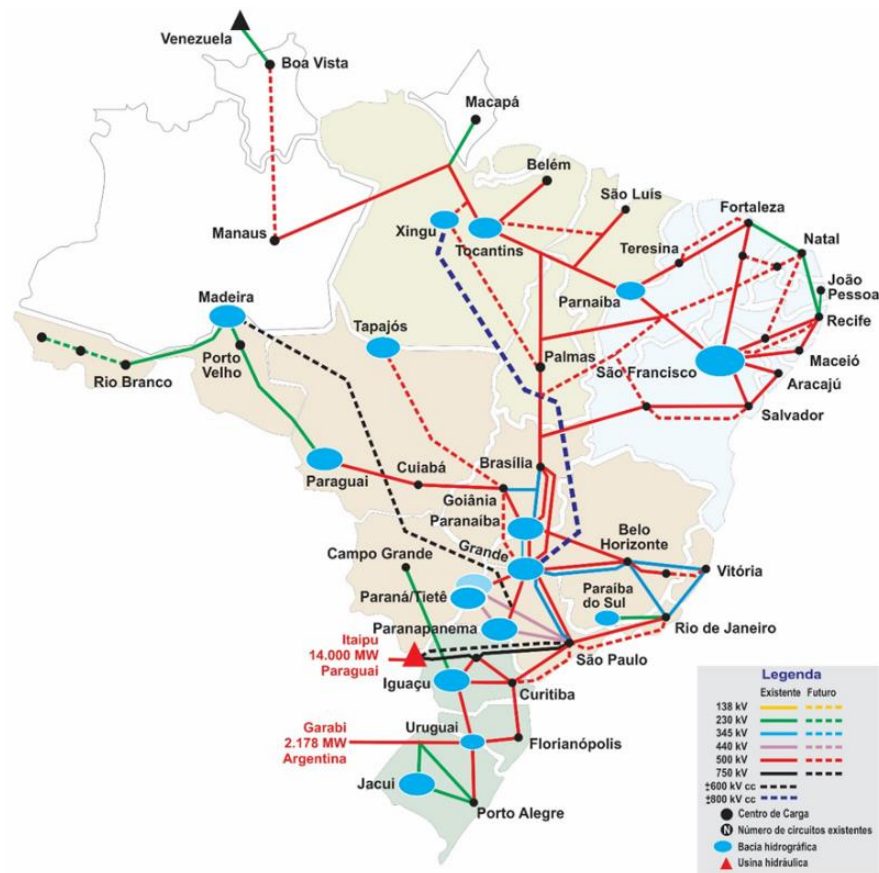 Venezuela
Boa Vista
Macapá
Belém
São Luís
Fortaleza
Manaus
Xingu
Tocantins
Teresina
Natal
João
Pessoa
Madeira
Parnaíba
Recife
Tapajós
Porto
Velho
Palmas
São Francisco
Maceió
Rio Branco
Aracajú
Salvador
Brasília
Cuiabá
Paraguai
Goiânia
Paranaíba
Belo
Horizonte
Grande
Campo Grande
Vitória
Paraná/Tietê
Paraíba
do Sul
Paranapanema
Rio de Janeiro
Itaipu
14.000 MW
Paraguai
São Paulo
Iguaçu
Curitiba
Garabi
2.178 MW
Argentina
Uruguai
Florianópolis
Jacui
Porto Alegre
Legenda
Existente Futuro
138 kV
230 kV
345 kV
440 kV
500 kV
750 kV
±600 kV cc
±800 kV cc
Centro de Carga
N Número de circuitos existentes
Bacia hidrográfica
Usina hidráulica